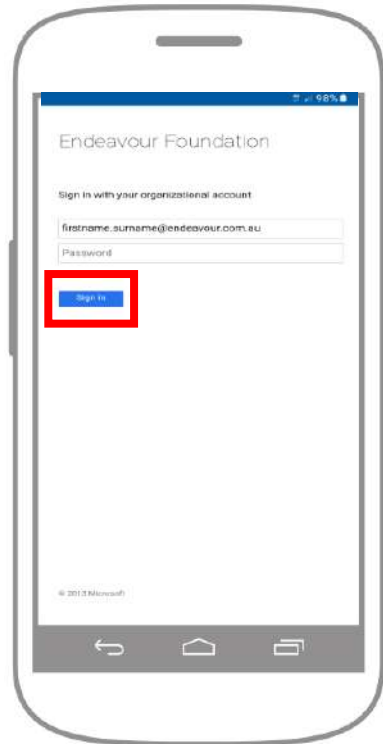 98%
Endeavour Foundation
Sign in with your organizational account
firstname.surname@endeavour.com.au
Password
Sign in
© 2013 Microsoft